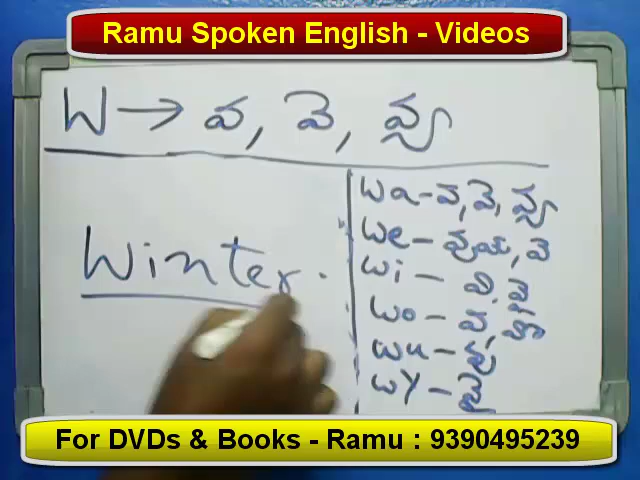 Ramu Spoken English - Videos
W → వ, వె, వ్య
Winter.
wa - వ, వె, వ్య
we -
wi - వి,
wo -
wu -
wy -
For DVDs & Books - Ramu : 9390495239